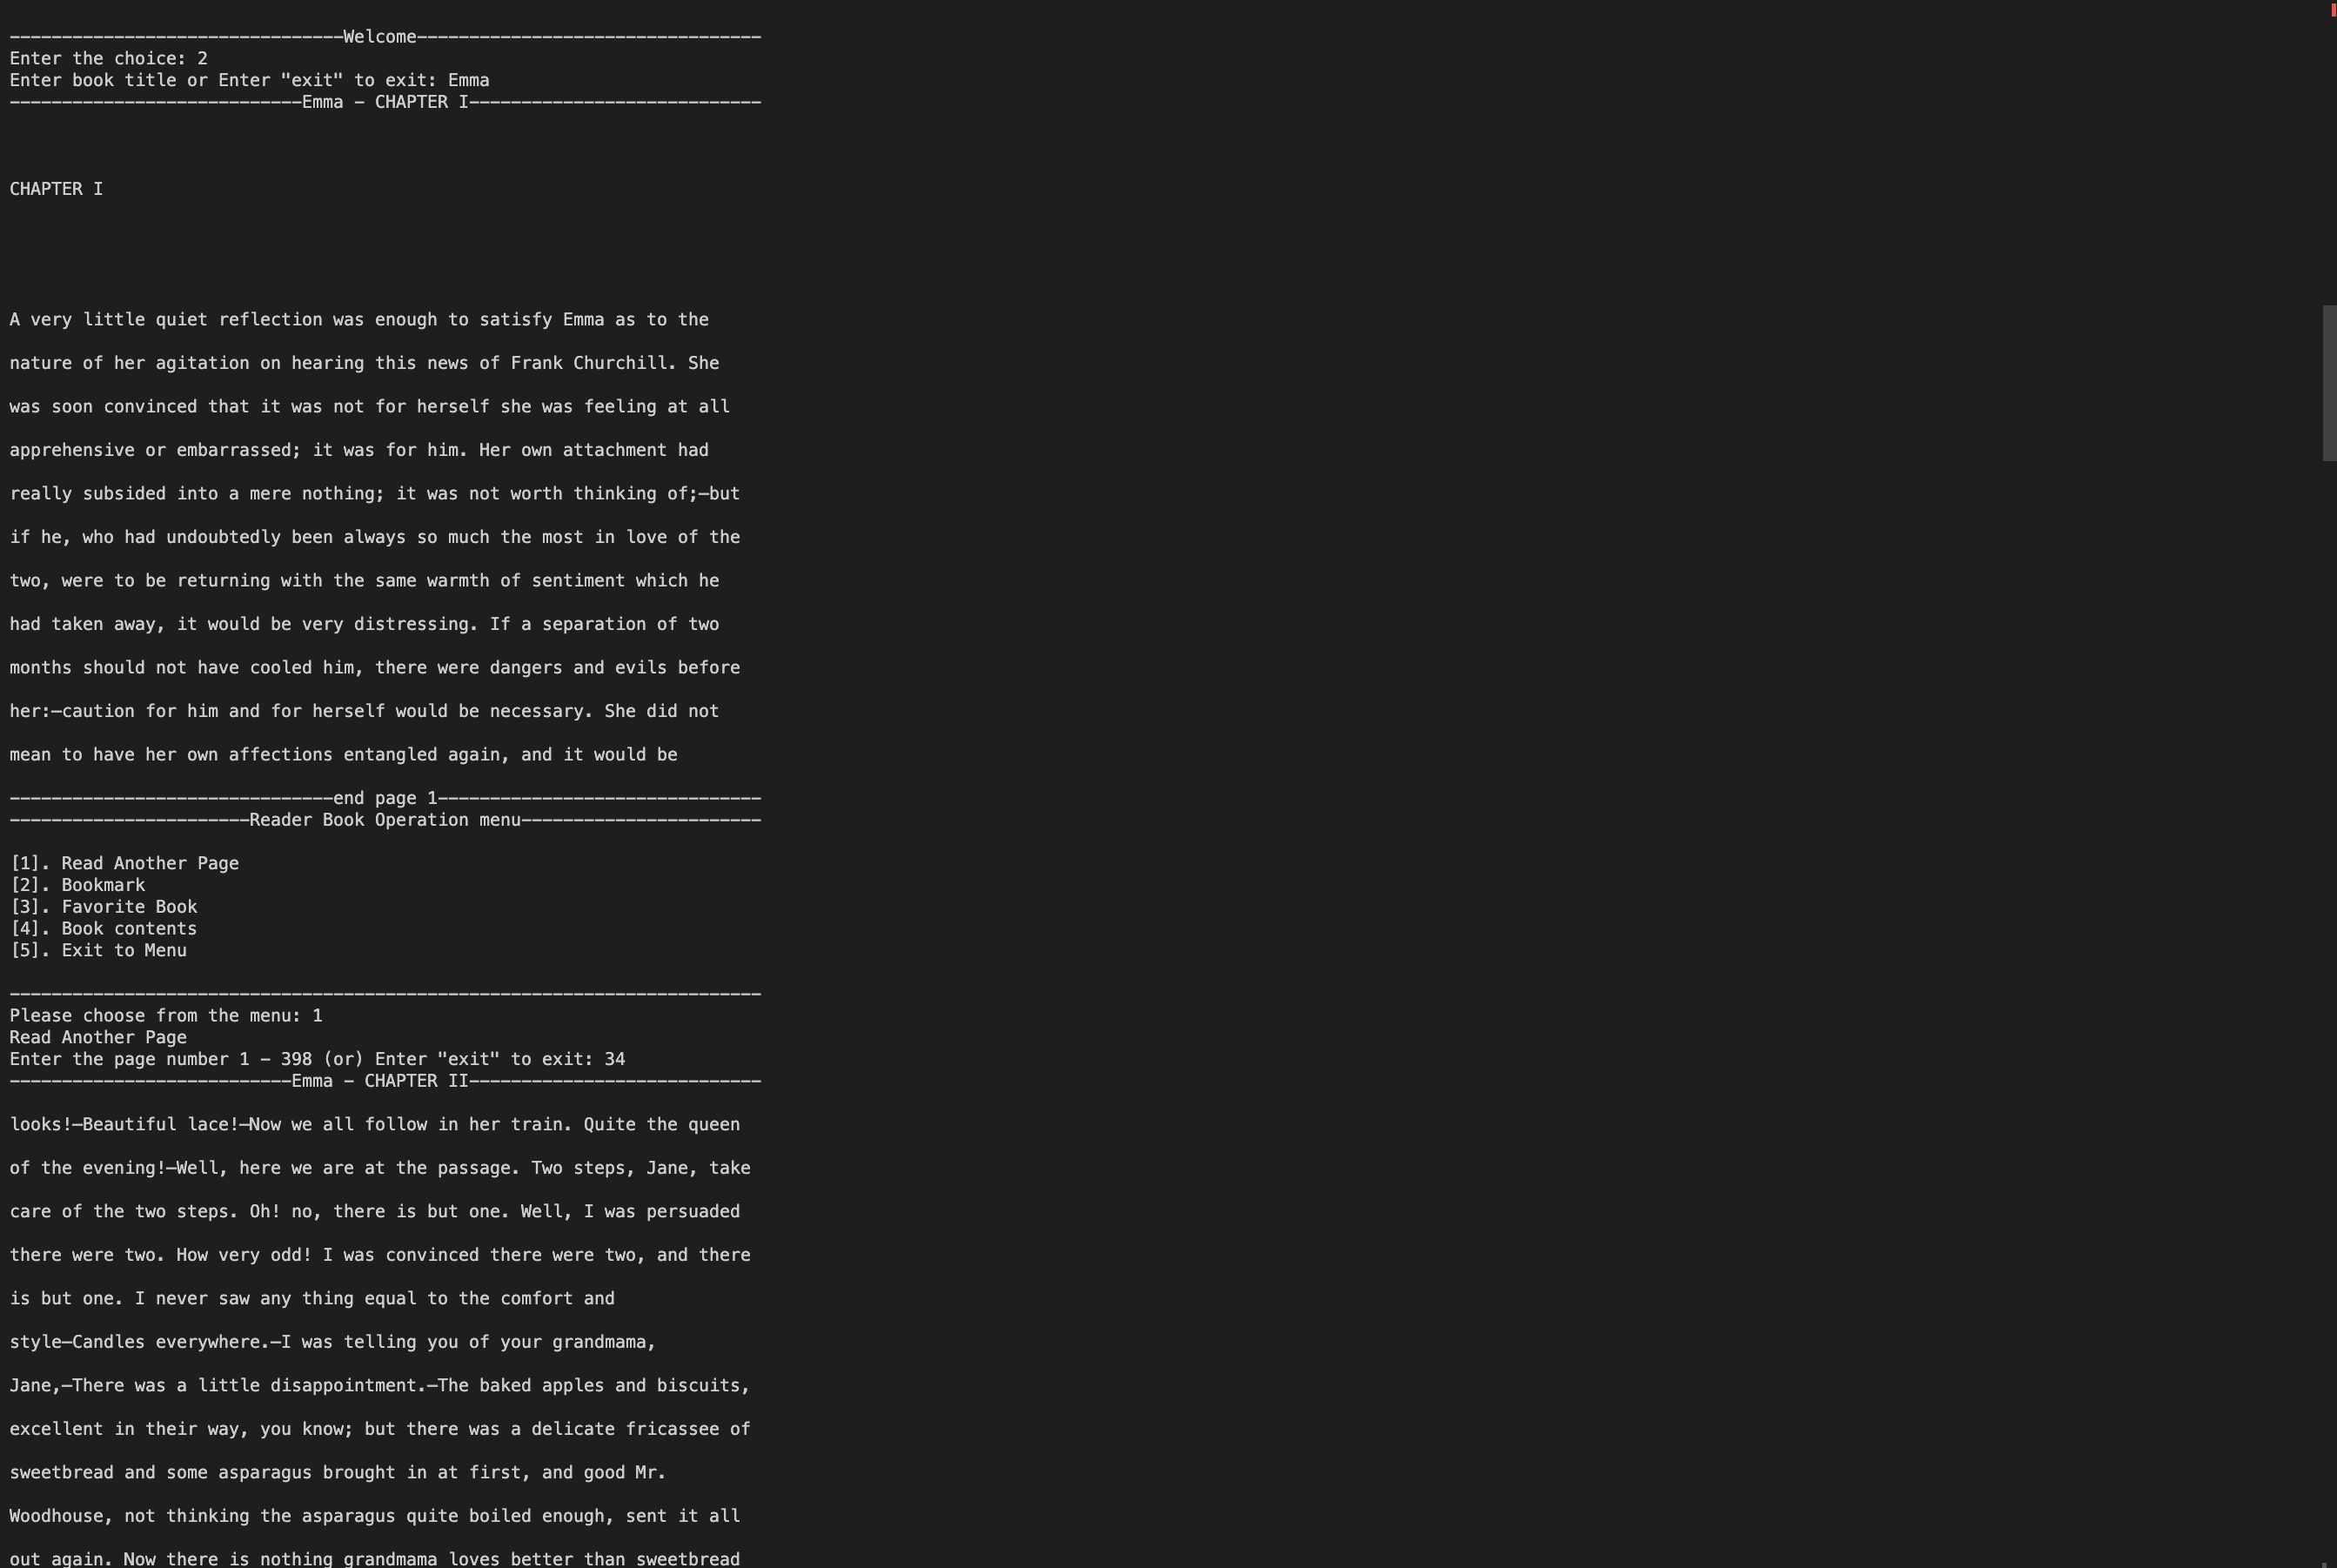 --------------------------------Welcome---------------------------------
Enter the choice: 2
Enter book title or Enter "exit" to exit: Emma
----------------------------Emma - CHAPTER I----------------------------
CHAPTER I
A very little quiet reflection was enough to satisfy Emma as to the
nature of her agitation on hearing this news of Frank Churchill. She
was soon convinced that it was not for herself she was feeling at all
apprehensive or embarrassed; it was for him. Her own attachment had
really subsided into a mere nothing; it was not worth thinking of;—but
if he, who had undoubtedly been always so much the most in love of the
two, were to be returning with the same warmth of sentiment which he
had taken away, it would be very distressing. If a separation of two
months should not have cooled him, there were dangers and evils before
her:—caution for him and for herself would be necessary. She did not
mean to have her own affections entangled again, and it would be
-------------------------------end page 1-------------------------------
-----------------------Reader Book Operation menu-----------------------
[1]. Read Another Page
[2]. Bookmark
[3]. Favorite Book
[4]. Book contents
[5]. Exit to Menu
------------------------------------------------------------------------
Please choose from the menu: 1
Read Another Page
Enter the page number 1 - 398 (or) Enter "exit" to exit: 34
---------------------------Emma - CHAPTER II----------------------------
looks!—Beautiful lace!—Now we all follow in her train. Quite the queen
of the evening!—Well, here we are at the passage. Two steps, Jane, take
care of the two steps. Oh! no, there is but one. Well, I was persuaded
there were two. How very odd! I was convinced there were two, and there
is but one. I never saw any thing equal to the comfort and
style—Candles everywhere.—I was telling you of your grandmama,
Jane,—There was a little disappointment.—The baked apples and biscuits,
excellent in their way, you know; but there was a delicate fricassee of
sweetbread and some asparagus brought in at first, and good Mr.
Woodhouse, not thinking the asparagus quite boiled enough, sent it all
out again. Now there is nothing grandmama loves better than sweetbread